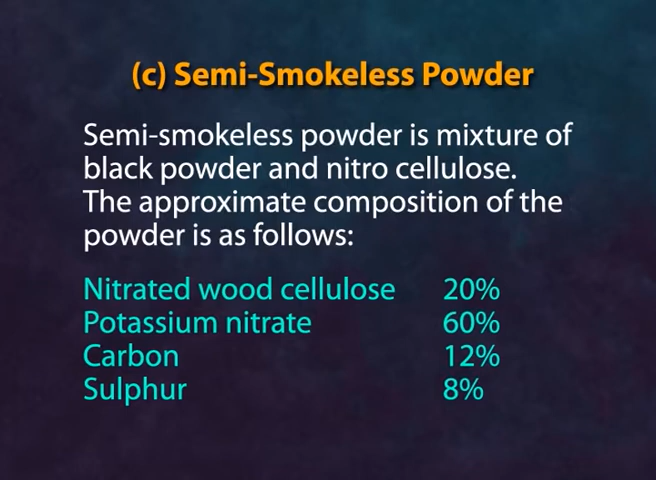 (c) Semi-Smokeless Powder
Semi-smokeless powder is mixture of
black powder and nitro cellulose.
The approximate composition of the
powder is as follows:
Nitrated wood cellulose 20%
Potassium nitrate 60%
Carbon 12%
Sulphur 8%